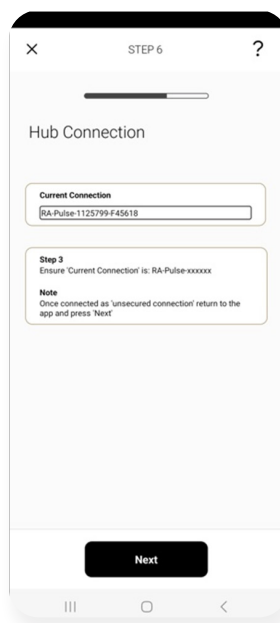 STEP 6
?
Hub Connection
Current Connection
RA-Pulse-1125799-F45618
Step 3
Ensure 'Current Connection' is: RA-Pulse-xxxxxx
Note
Once connected as 'unsecured connection' return to the
app and press 'Next'
Next